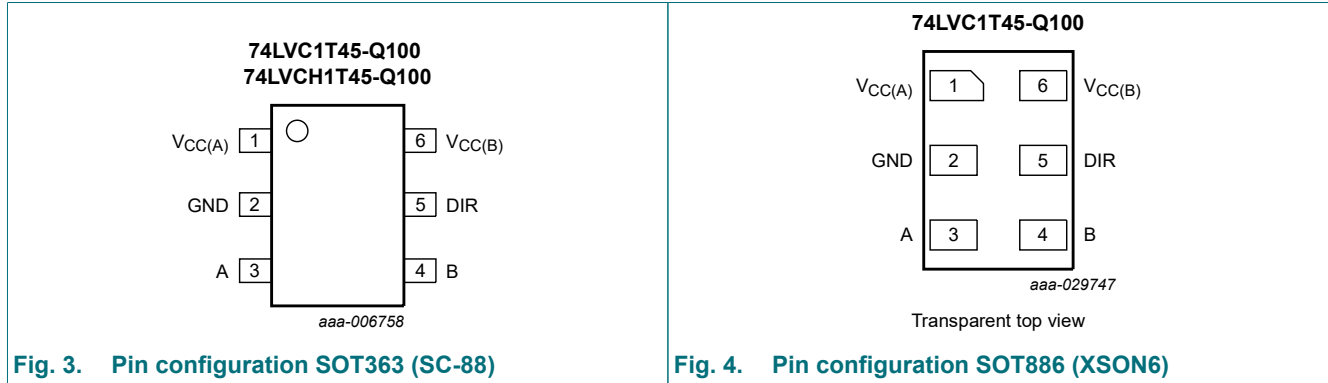 74LVC1T45-Q100
74LVCH1T45-Q100
VCC(A) 1 6 VCC(B)
GND 2 5 DIR
A 3 4 B
aaa-006758
Fig. 3. Pin configuration SOT363 (SC-88)
74LVC1T45-Q100
VCC(A) 1 6 VCC(B)
GND 2 5 DIR
A 3 4 B
aaa-029747
Transparent top view
Fig. 4. Pin configuration SOT886 (XSON6)